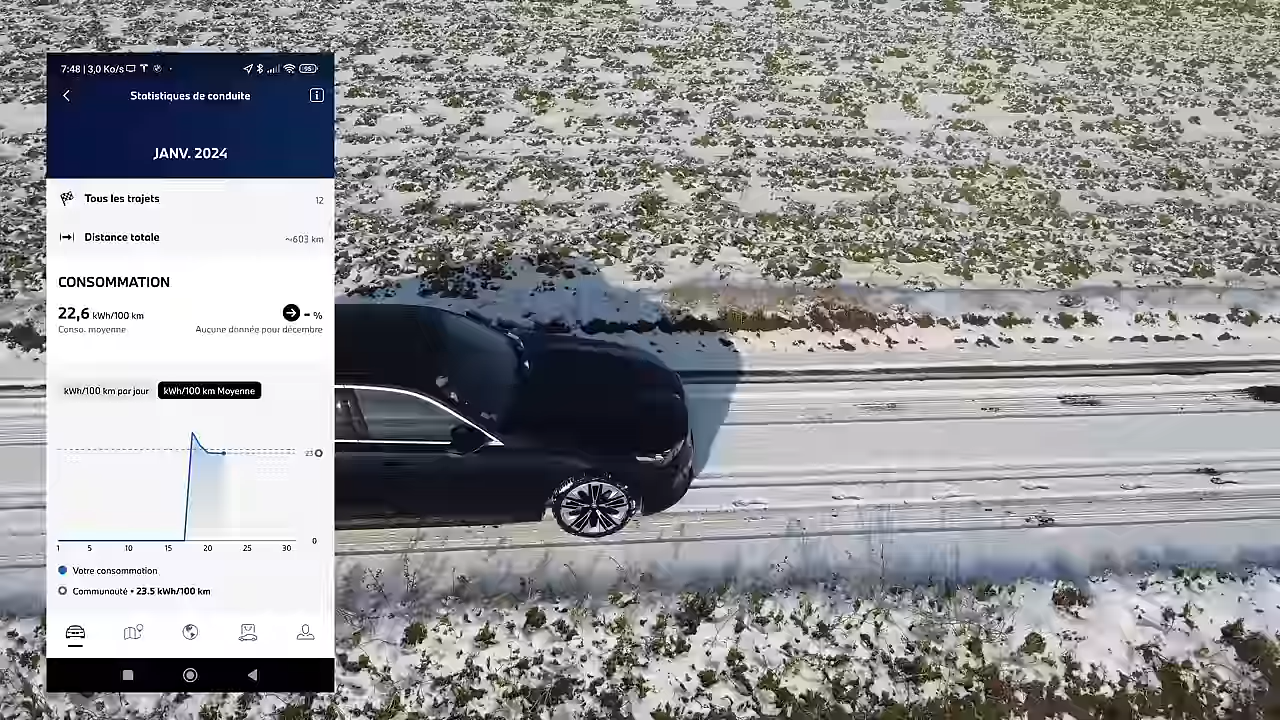 7:48 | 3,0 Ko/s
95
Statistiques de conduite
JANV. 2024
Tous les trajets 12
Distance totale ~603 km
CONSOMMATION
22,6 kWh/100 km - %
Conso. moyenne Aucune donnée pour décembre
kWh/100 km par jour kWh/100 km Moyenne
23
1 5 10 15 20 25 30 0
Votre consommation
Communauté • 23.5 kWh/100 km